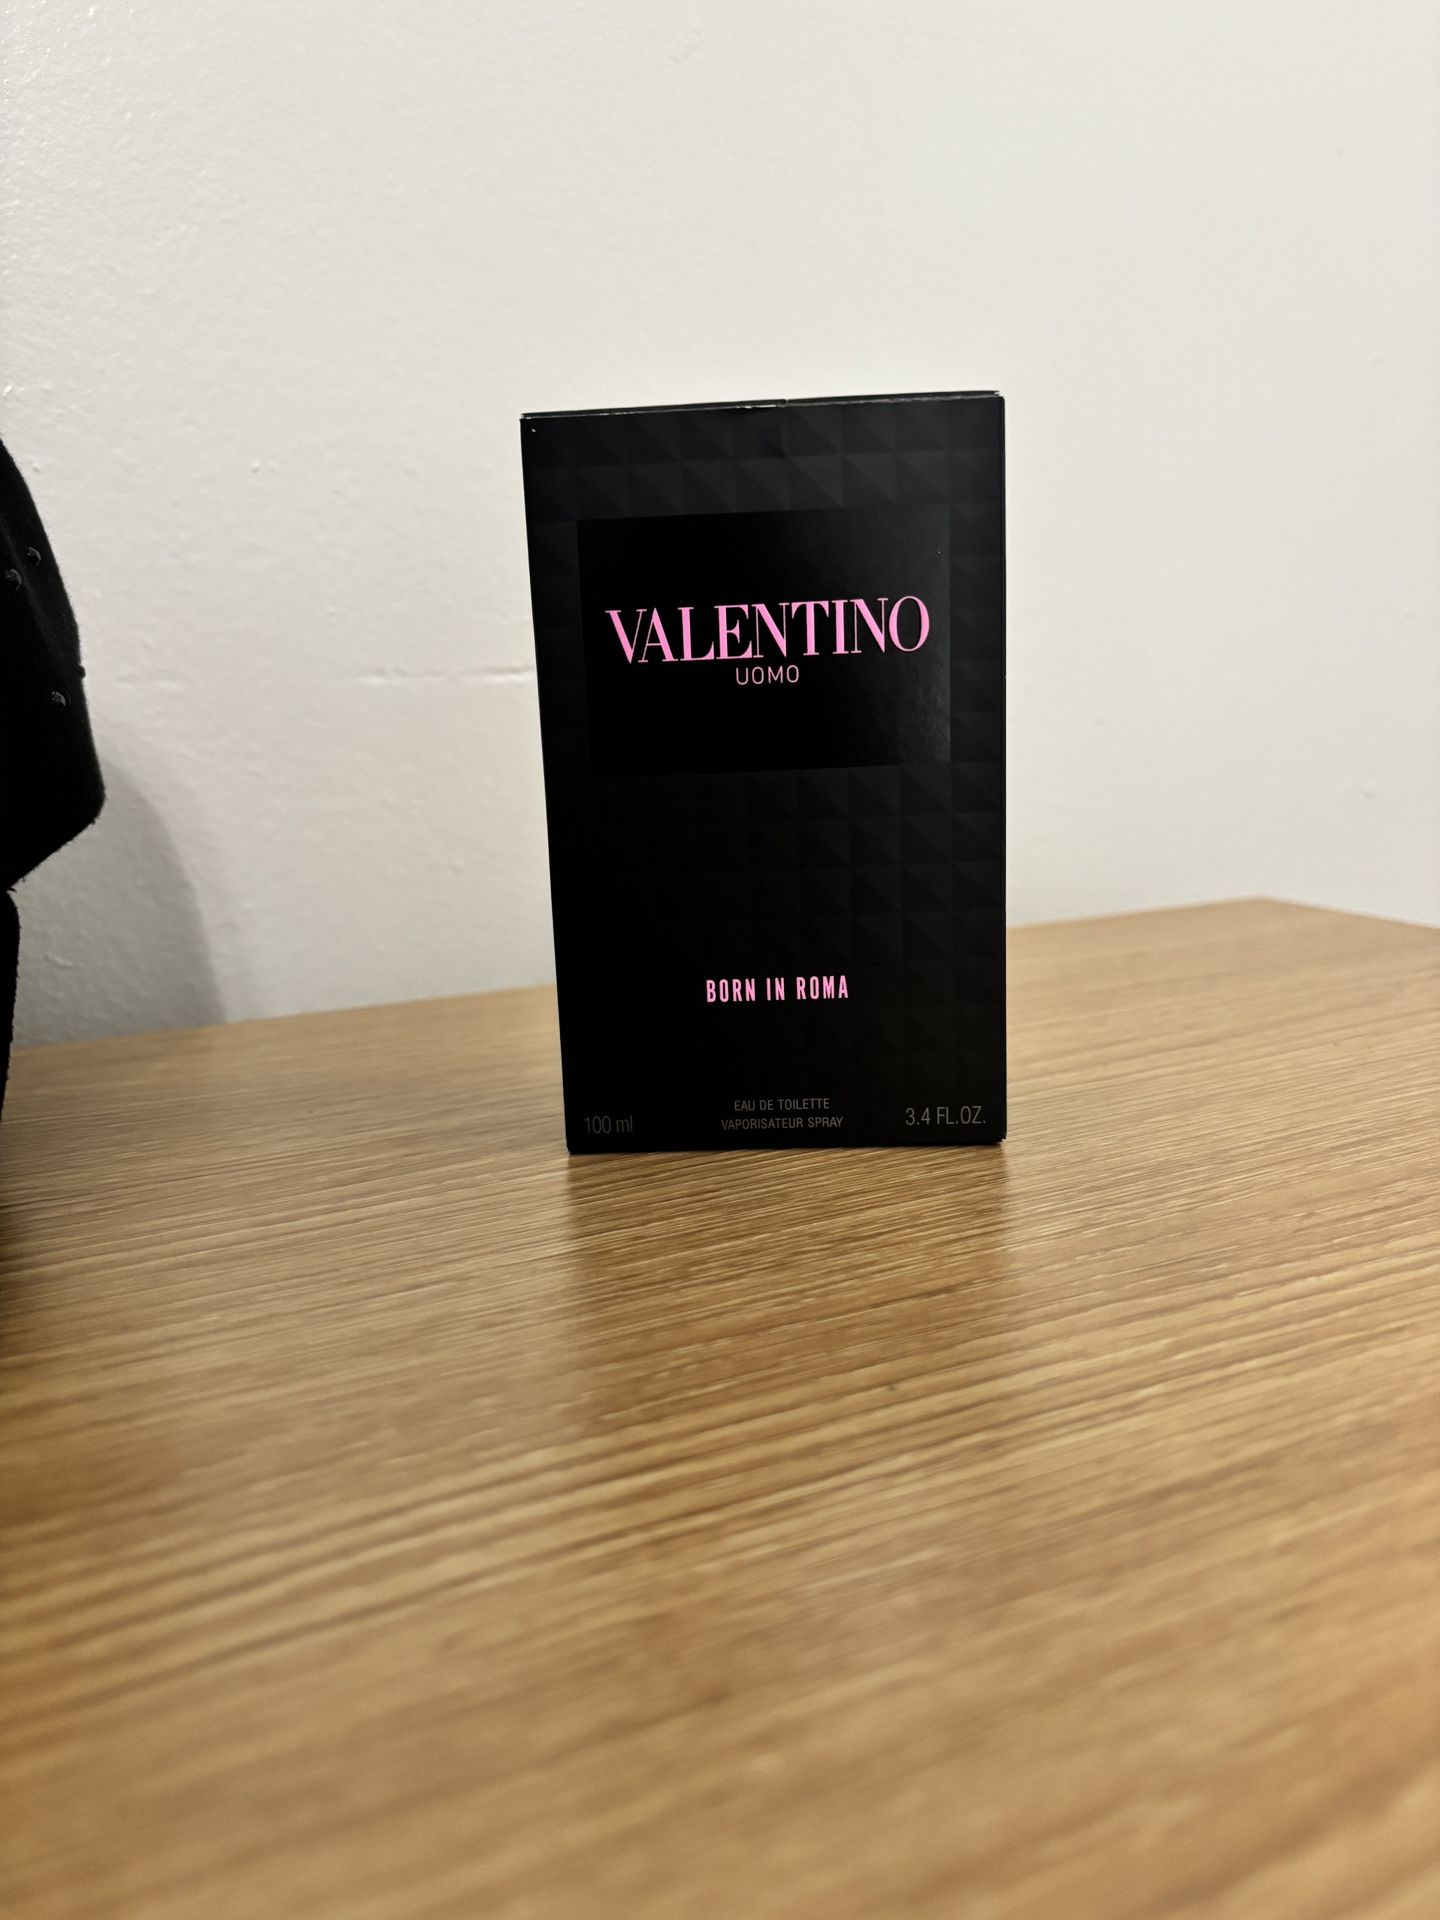 VALENTINO
UOMO
BORN IN ROMA
EAU DE TOILETTE
100 ml VAPORISATEUR SPRAY 3.4 FL.OZ.